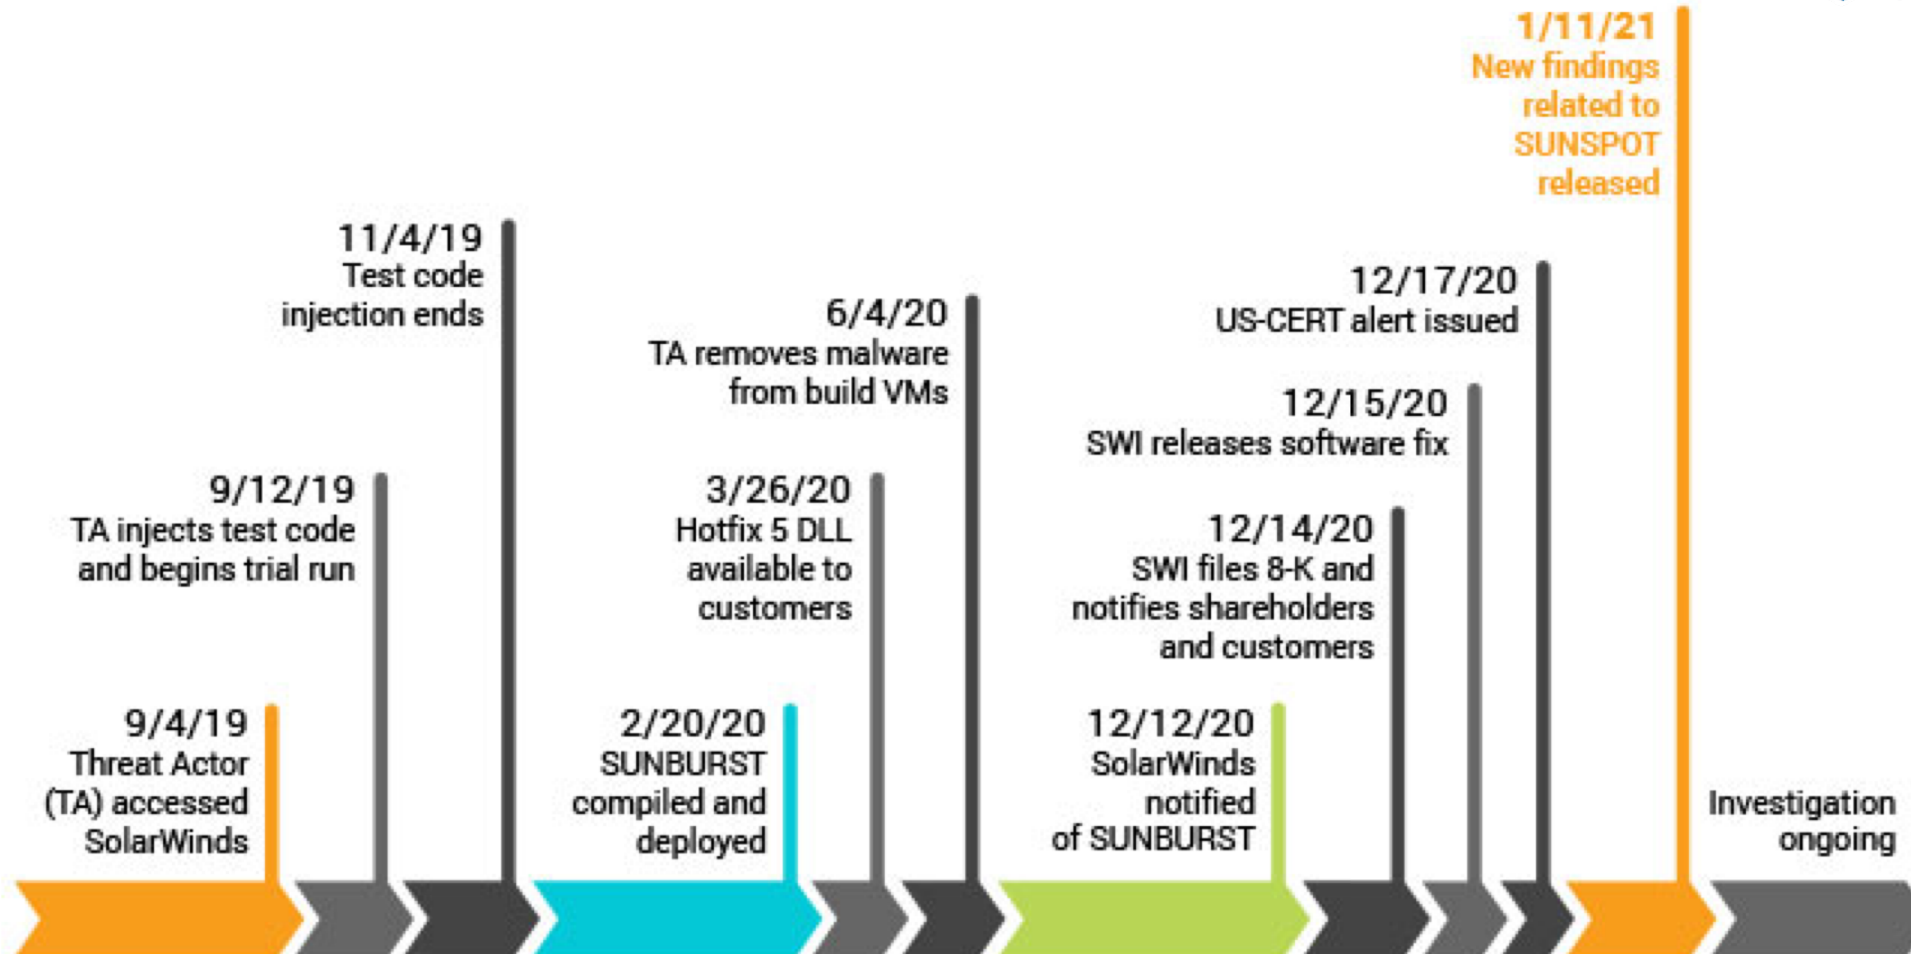 9/4/19
Threat Actor
(TA) accessed
SolarWinds
9/12/19
TA injects test code
and begins trial run
11/4/19
Test code
injection ends
2/20/20
SUNBURST
compiled and
deployed
3/26/20
Hotfix 5 DLL
available to
customers
6/4/20
TA removes malware
from build VMs
12/12/20
SolarWinds
notified
of SUNBURST
12/14/20
SWI files 8-K and
notifies shareholders
and customers
12/15/20
SWI releases software fix
12/17/20
US-CERT alert issued
1/11/21
New findings
related to
SUNSPOT
released
Investigation
ongoing